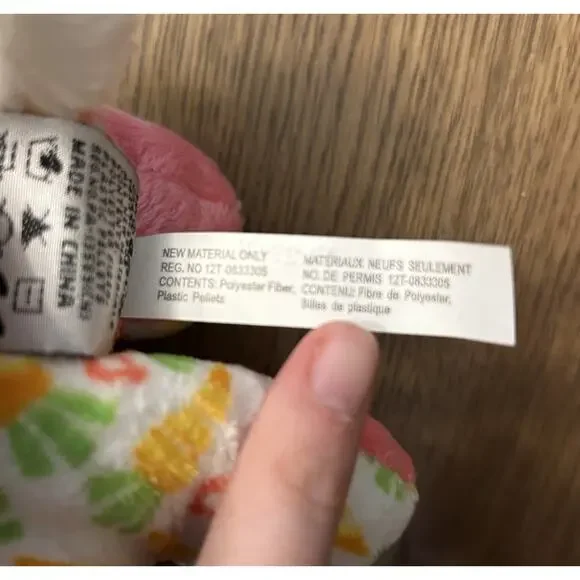 MADE IN CHINA
NEW MATERIAL ONLY
REG. NO 12T-0833305
CONTENTS: Polyester Fiber,
Plastic Pellets
MATÉRIAUX NEUFS SEULEMENT
NO. DE PERMIS 12T-0833305
CONTENU: Fibre de Polyester,
Billes de plastique